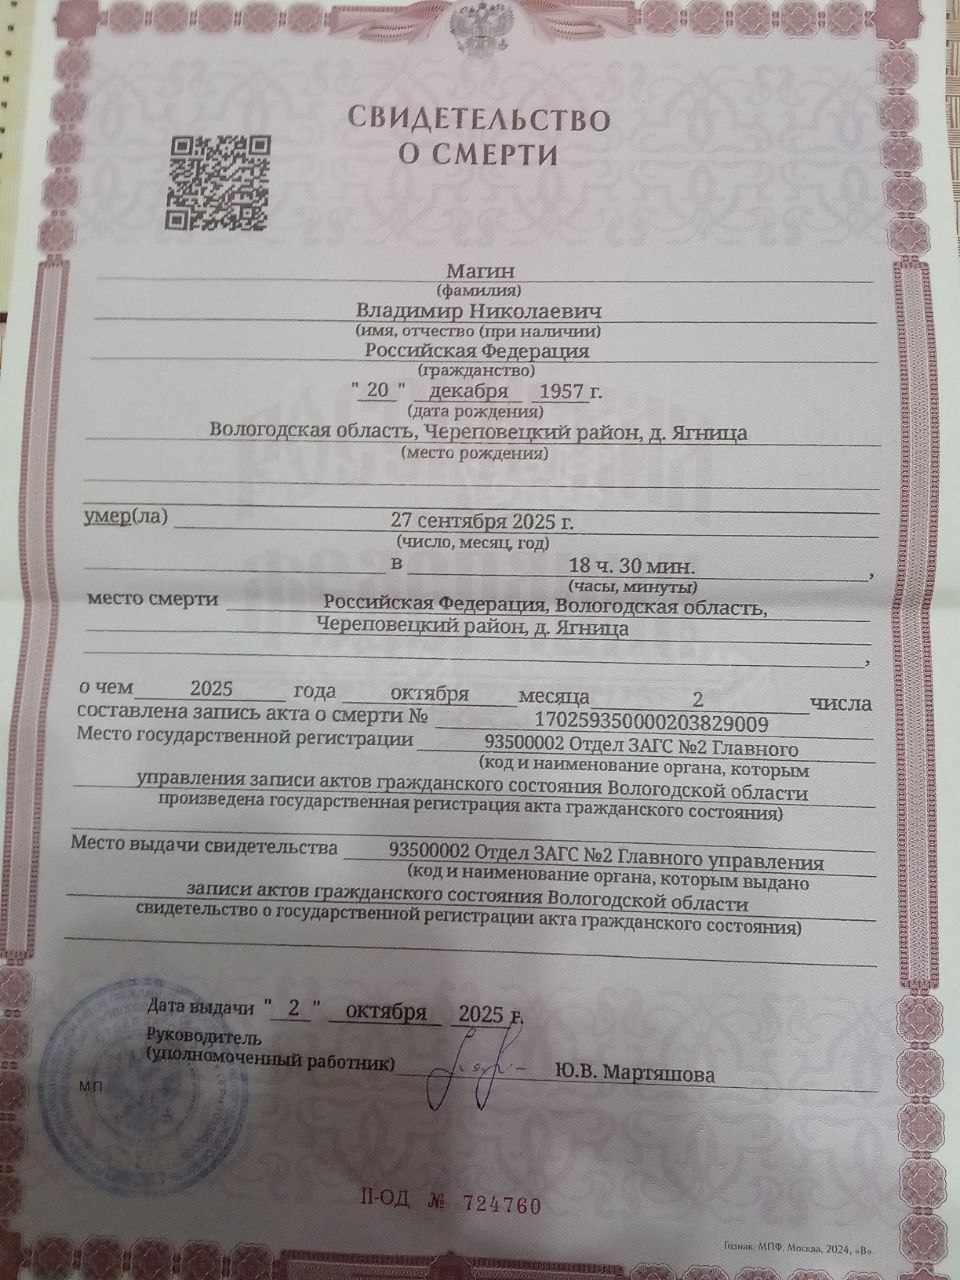 СВИДЕТЕЛЬСТВО
О СМЕРТИ
Магин
(фамилия)
Владимир Николаевич
(имя, отчество (при наличии)
Российская Федерация
(гражданство)
" 20 " декабря 1957 г.
(дата рождения)
Вологодская область, Череповецкий район, д. Ягница
(место рождения)
умер(ла) 27 сентября 2025 г.
(число, месяц, год)
в 18 ч. 30 мин.,
(часы, минуты)
место смерти Российская Федерация, Вологодская область,
Череповецкий район, д. Ягница
,
о чем 2025 года октября месяца 2 числа
составлена запись акта о смерти № 170259350000203829009
Место государственной регистрации 93500002 Отдел ЗАГС №2 Главного
(код и наименование органа, которым
управления записи актов гражданского состояния Вологодской области
произведена государственная регистрация акта гражданского состояния)
Место выдачи свидетельства 93500002 Отдел ЗАГС №2 Главного управления
(код и наименование органа, которым выдано
записи актов гражданского состояния Вологодской области
свидетельство о государственной регистрации акта гражданского состояния)
Дата выдачи " 2 " октября 2025 г.
Руководитель
(уполномоченный работник) Ю.В. Мартяшова
МП
II-ОД № 724760
Гознак, МПФ, Москва, 2024, «В».